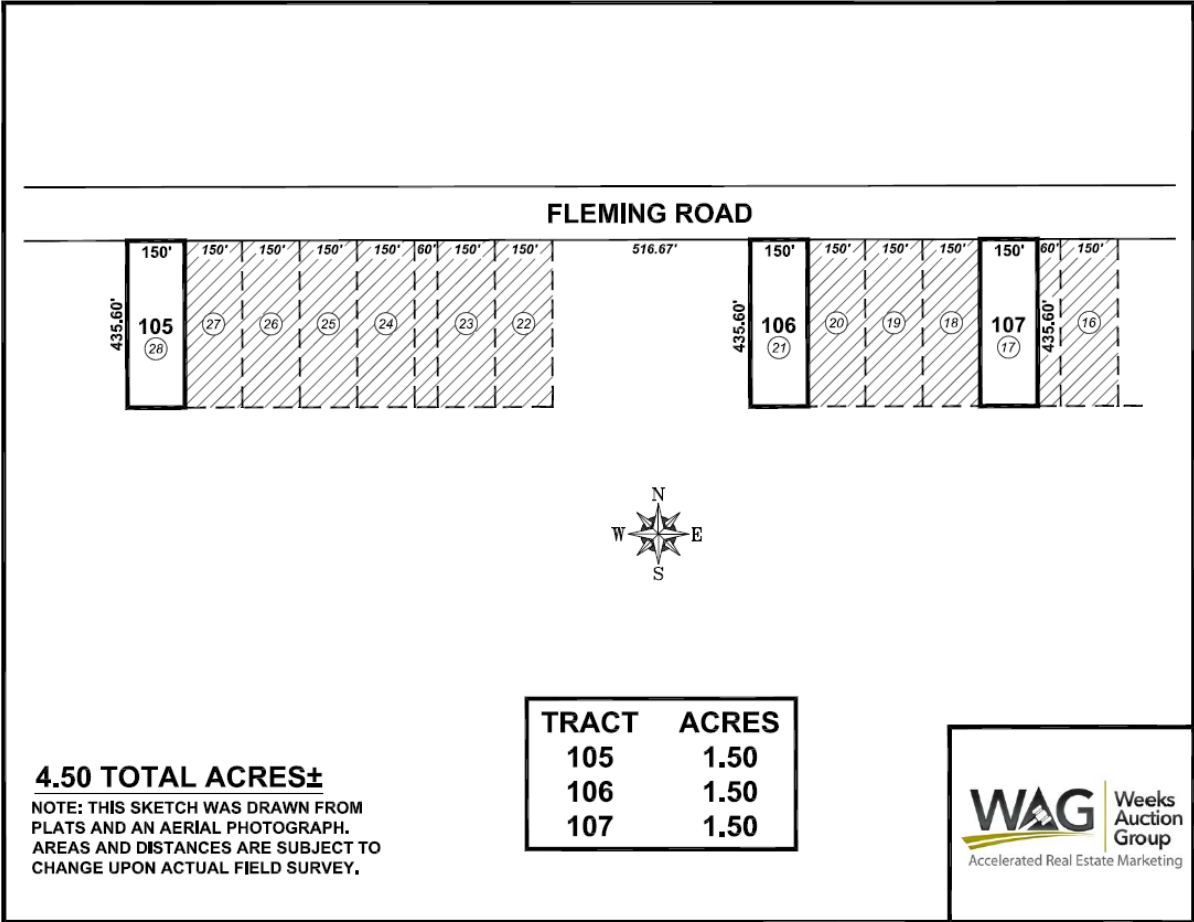 FLEMING ROAD
150' 150' 150' 150' 150' 60' 150' 150' 516.67' 150' 150' 150' 150' 150' 60' 150'
435.60' 105 27 26 25 24 23 22 435.60' 106 20 19 18 107 435.60' 16
28 21 17
N
W E
S
TRACT ACRES
105 1.50
106 1.50
107 1.50
4.50 TOTAL ACRES±
NOTE: THIS SKETCH WAS DRAWN FROM
PLATS AND AN AERIAL PHOTOGRAPH.
AREAS AND DISTANCES ARE SUBJECT TO
CHANGE UPON ACTUAL FIELD SURVEY.
WAG Weeks
Auction
Group
Accelerated Real Estate Marketing